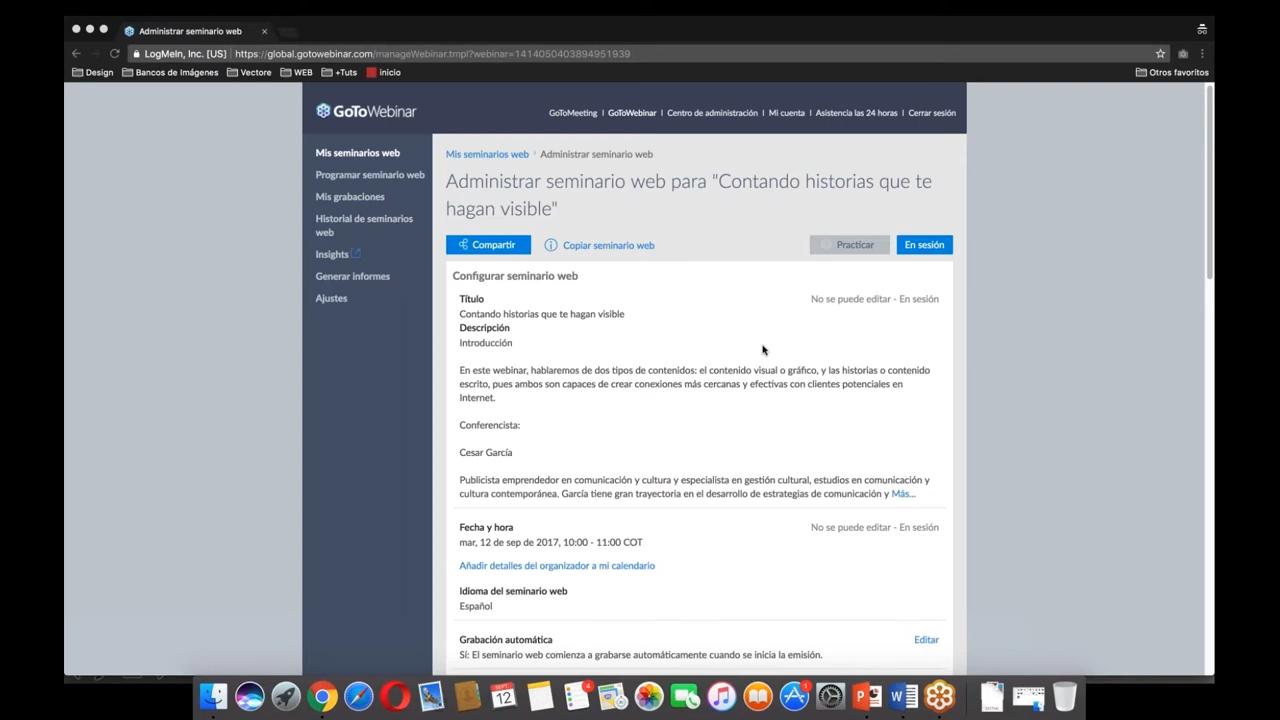 Administrar seminario web
LogMeIn, Inc. [US] https://global.gotowebinar.com/manageWebinar.tmpl?webinar=1414050403894951939
Design Bancos de Imágenes Vectore WEB +Tuts inicio Otros favoritos
GoToWebinar
GoToMeeting | GoToWebinar | Centro de administración | Mi cuenta | Asistencia las 24 horas | Cerrar sesión
Mis seminarios web
Programar seminario web
Mis grabaciones
Historial de seminarios
web
Insights
Generar informes
Ajustes
Mis seminarios web › Administrar seminario web
Administrar seminario web para "Contando historias que te
hagan visible"
Compartir Copiar seminario web Practicar En sesión
Configurar seminario web
Título No se puede editar - En sesión
Contando historias que te hagan visible
Descripción
Introducción
En este webinar, hablaremos de dos tipos de contenidos: el contenido visual o gráfico, y las historias o contenido
escrito, pues ambos son capaces de crear conexiones más cercanas y efectivas con clientes potenciales en
Internet.
Conferencista:
Cesar García
Publicista emprendedor en comunicación y cultura y especialista en gestión cultural, estudios en comunicación y
cultura contemporánea. García tiene gran trayectoria en el desarrollo de estrategias de comunicación y Más...
Fecha y hora No se puede editar - En sesión
mar, 12 de sep de 2017, 10:00 - 11:00 COT
Añadir detalles del organizador a mi calendario
Idioma del seminario web
Español
Grabación automática Editar
Sí: El seminario web comienza a grabarse automáticamente cuando se inicia la emisión.
SEPT.
12
4
1
P
W